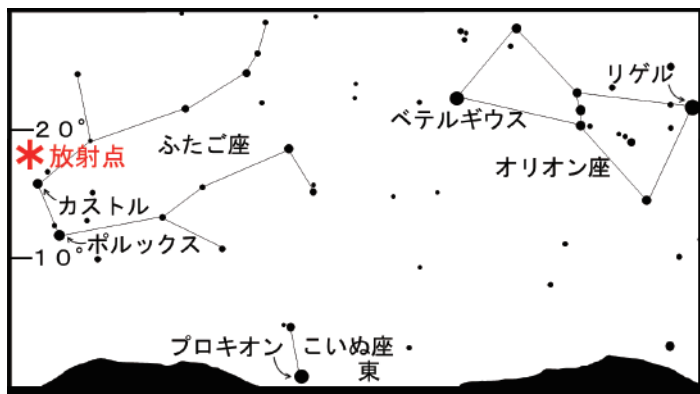 リゲル
ベテルギウス
20°
ふたご座
放射点
オリオン座
カストル
ポルックス
10°
プロキオン
こいぬ座
東